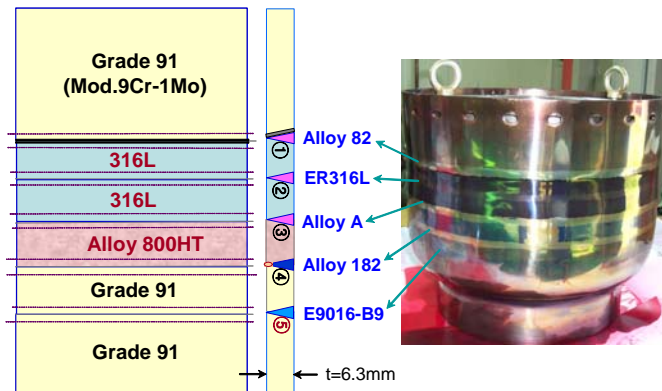 Grade 91
(Mod.9Cr-1Mo)
Alloy 82
①
316L
ER316L
②
316L
Alloy A
③
Alloy 800HT
Alloy 182
④
Grade 91
E9016-B9
⑤
Grade 91
t=6.3mm